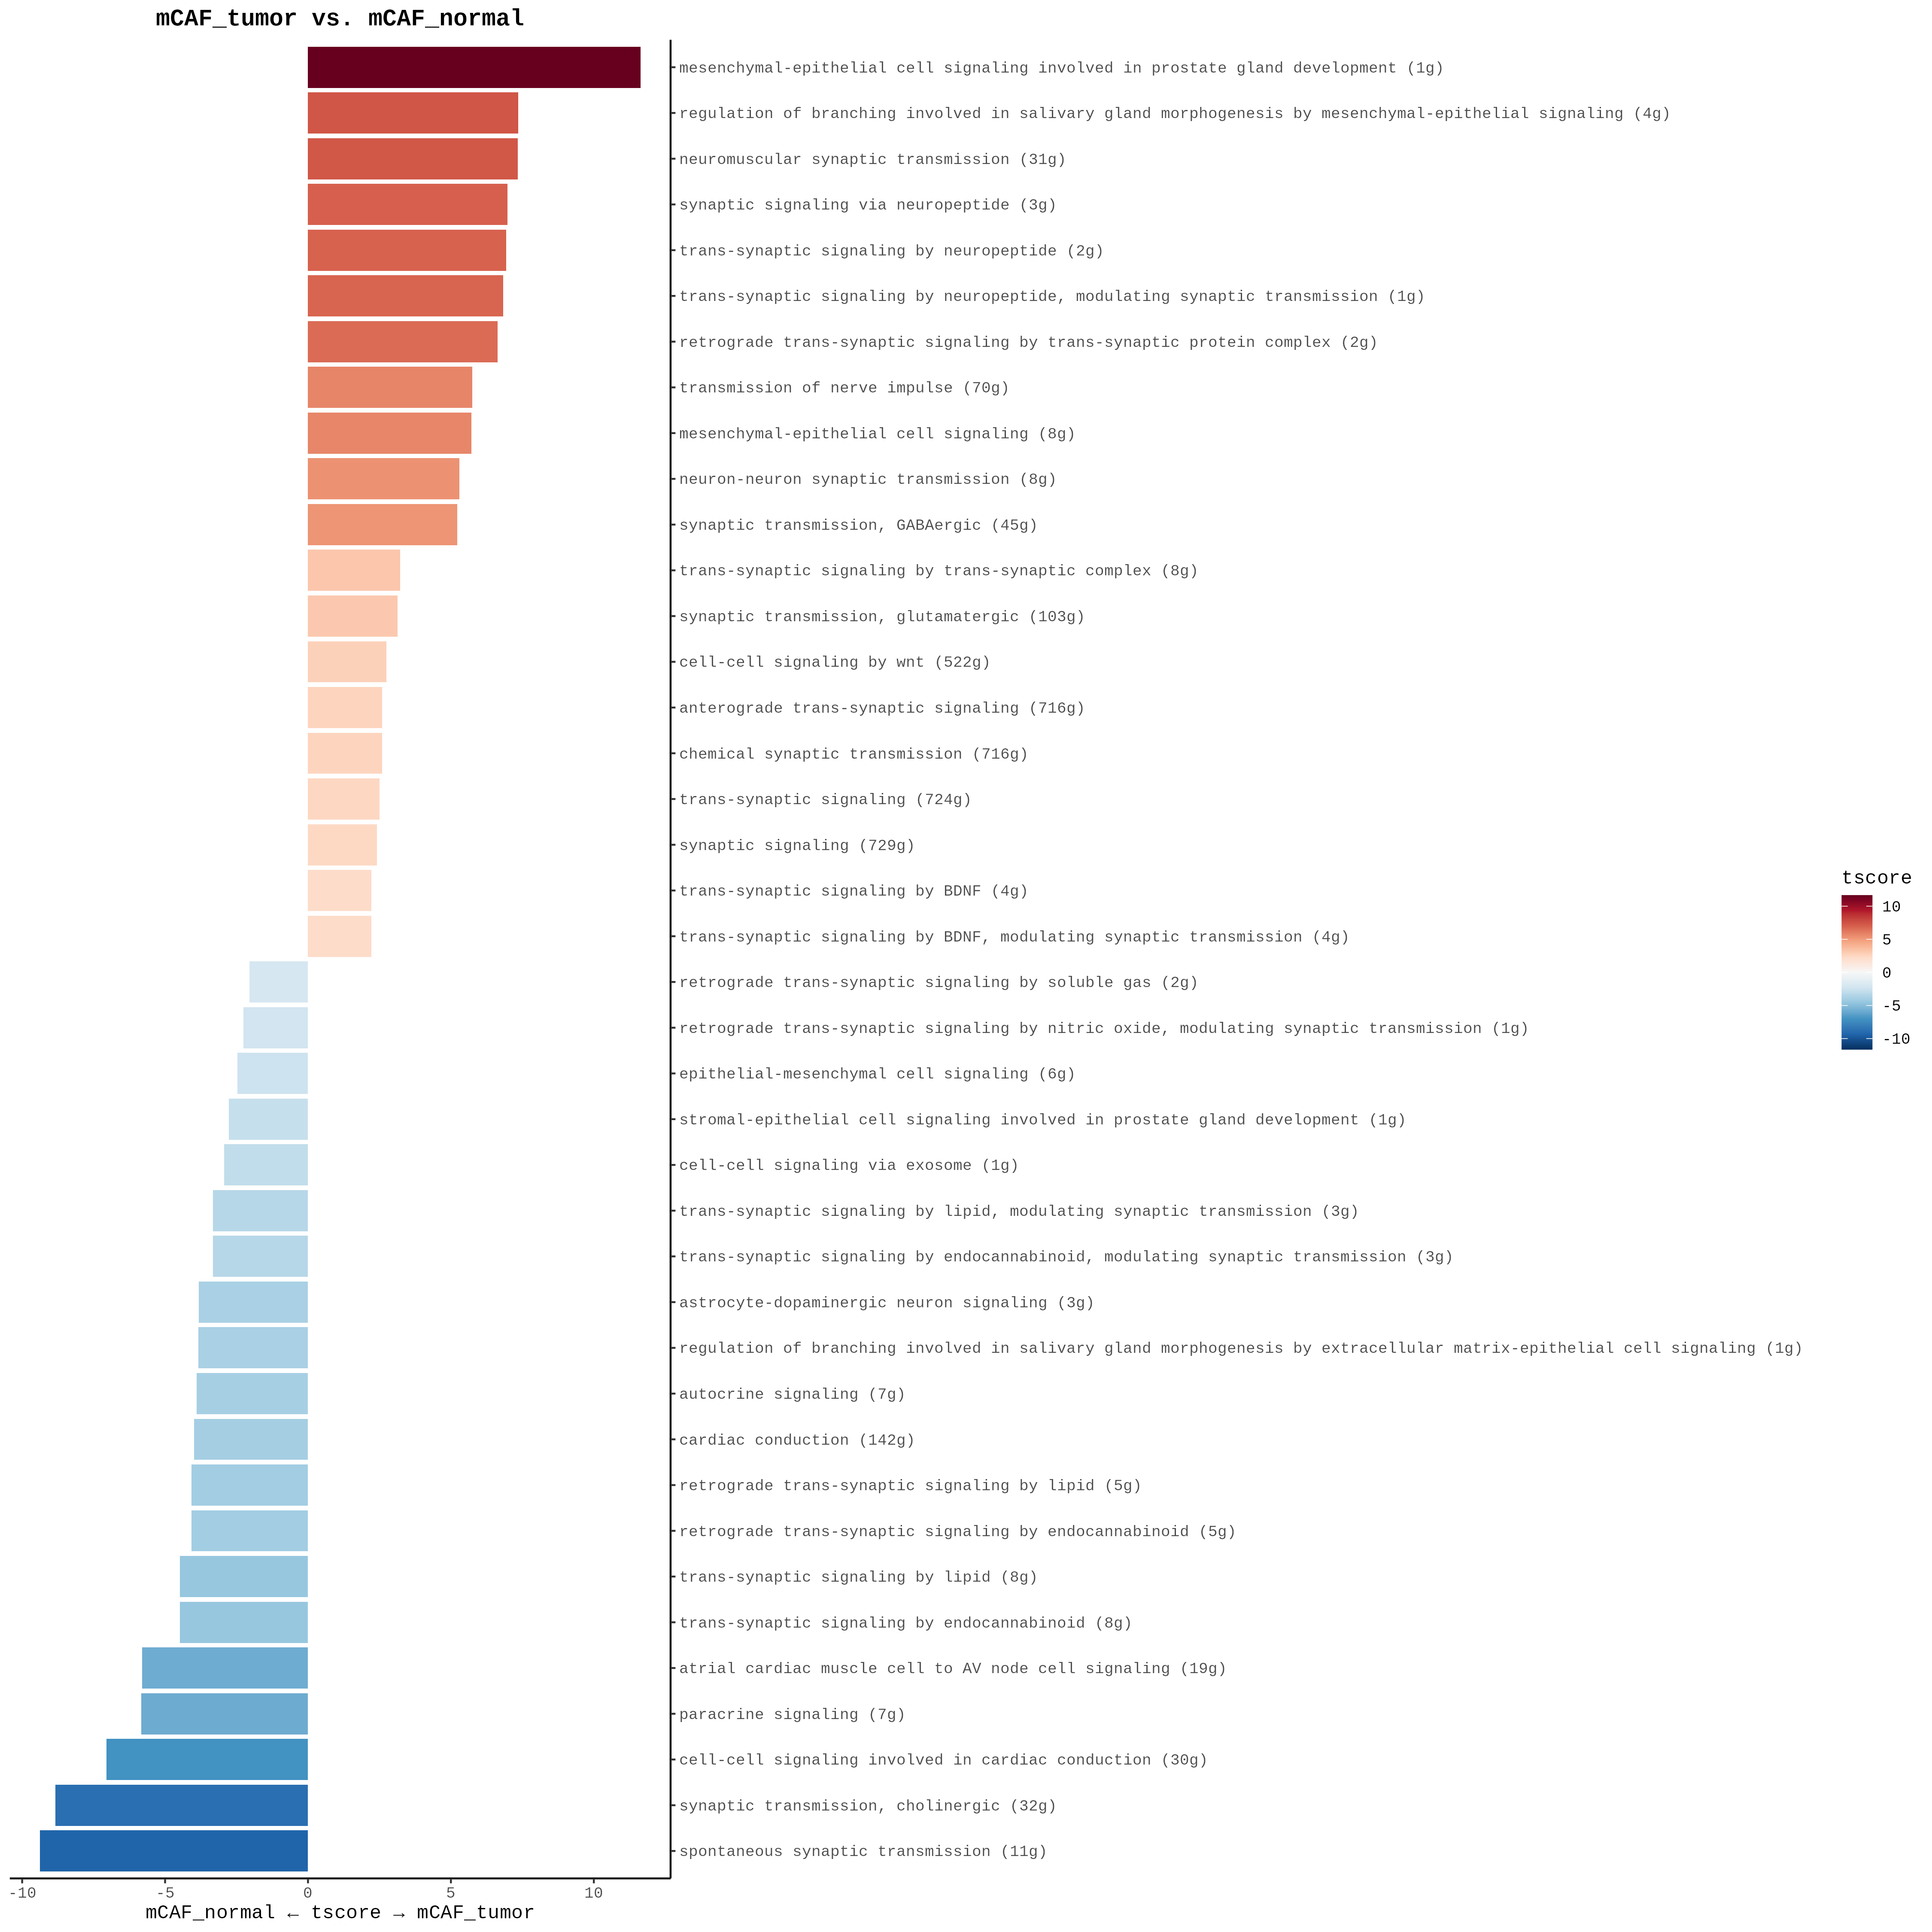 mCAF_tumor vs. mCAF_normal
mesenchymal-epithelial cell signaling involved in prostate gland development (1g)
regulation of branching involved in salivary gland morphogenesis by mesenchymal-epithelial signaling (4g)
neuromuscular synaptic transmission (31g)
synaptic signaling via neuropeptide (3g)
trans-synaptic signaling by neuropeptide (2g)
trans-synaptic signaling by neuropeptide, modulating synaptic transmission (1g)
retrograde trans-synaptic signaling by trans-synaptic protein complex (2g)
transmission of nerve impulse (70g)
mesenchymal-epithelial cell signaling (8g)
neuron-neuron synaptic transmission (8g)
synaptic transmission, GABAergic (45g)
trans-synaptic signaling by trans-synaptic complex (8g)
synaptic transmission, glutamatergic (103g)
cell-cell signaling by wnt (522g)
anterograde trans-synaptic signaling (716g)
chemical synaptic transmission (716g)
trans-synaptic signaling (724g)
synaptic signaling (729g)
trans-synaptic signaling by BDNF (4g)
trans-synaptic signaling by BDNF, modulating synaptic transmission (4g)
retrograde trans-synaptic signaling by soluble gas (2g)
retrograde trans-synaptic signaling by nitric oxide, modulating synaptic transmission (1g)
epithelial-mesenchymal cell signaling (6g)
stromal-epithelial cell signaling involved in prostate gland development (1g)
cell-cell signaling via exosome (1g)
trans-synaptic signaling by lipid, modulating synaptic transmission (3g)
trans-synaptic signaling by endocannabinoid, modulating synaptic transmission (3g)
astrocyte-dopaminergic neuron signaling (3g)
regulation of branching involved in salivary gland morphogenesis by extracellular matrix-epithelial cell signaling (1g)
autocrine signaling (7g)
cardiac conduction (142g)
retrograde trans-synaptic signaling by lipid (5g)
retrograde trans-synaptic signaling by endocannabinoid (5g)
trans-synaptic signaling by lipid (8g)
trans-synaptic signaling by endocannabinoid (8g)
atrial cardiac muscle cell to AV node cell signaling (19g)
paracrine signaling (7g)
cell-cell signaling involved in cardiac conduction (30g)
synaptic transmission, cholinergic (32g)
spontaneous synaptic transmission (11g)
-10 -5 0 5 10
mCAF_normal ← tscore → mCAF_tumor
tscore
10
5
0
-5
-10